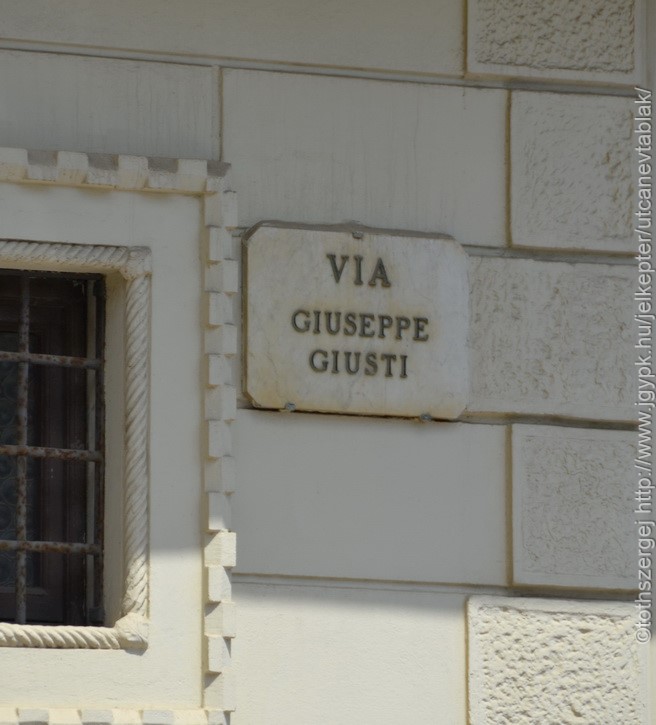 VIA
GIUSEPPE
GIUSTI
©tothszergej http://www.jgypk.hu/jelkepter/utcanevtablak/